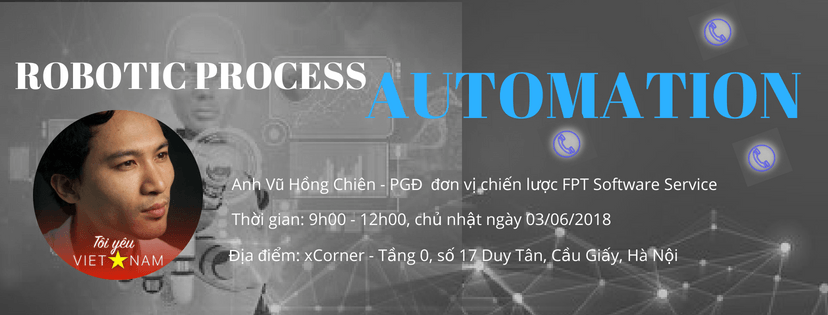 ROBOTIC PROCESS AUTOMATION
Anh Vũ Hồng Chiên - PGĐ đơn vị chiến lược FPT Software Service
Thời gian: 9h00 - 12h00, chủ nhật ngày 03/06/2018
Địa điểm: xCorner - Tầng 0, số 17 Duy Tân, Cầu Giấy, Hà Nội
Tôi yêu
VIET NAM